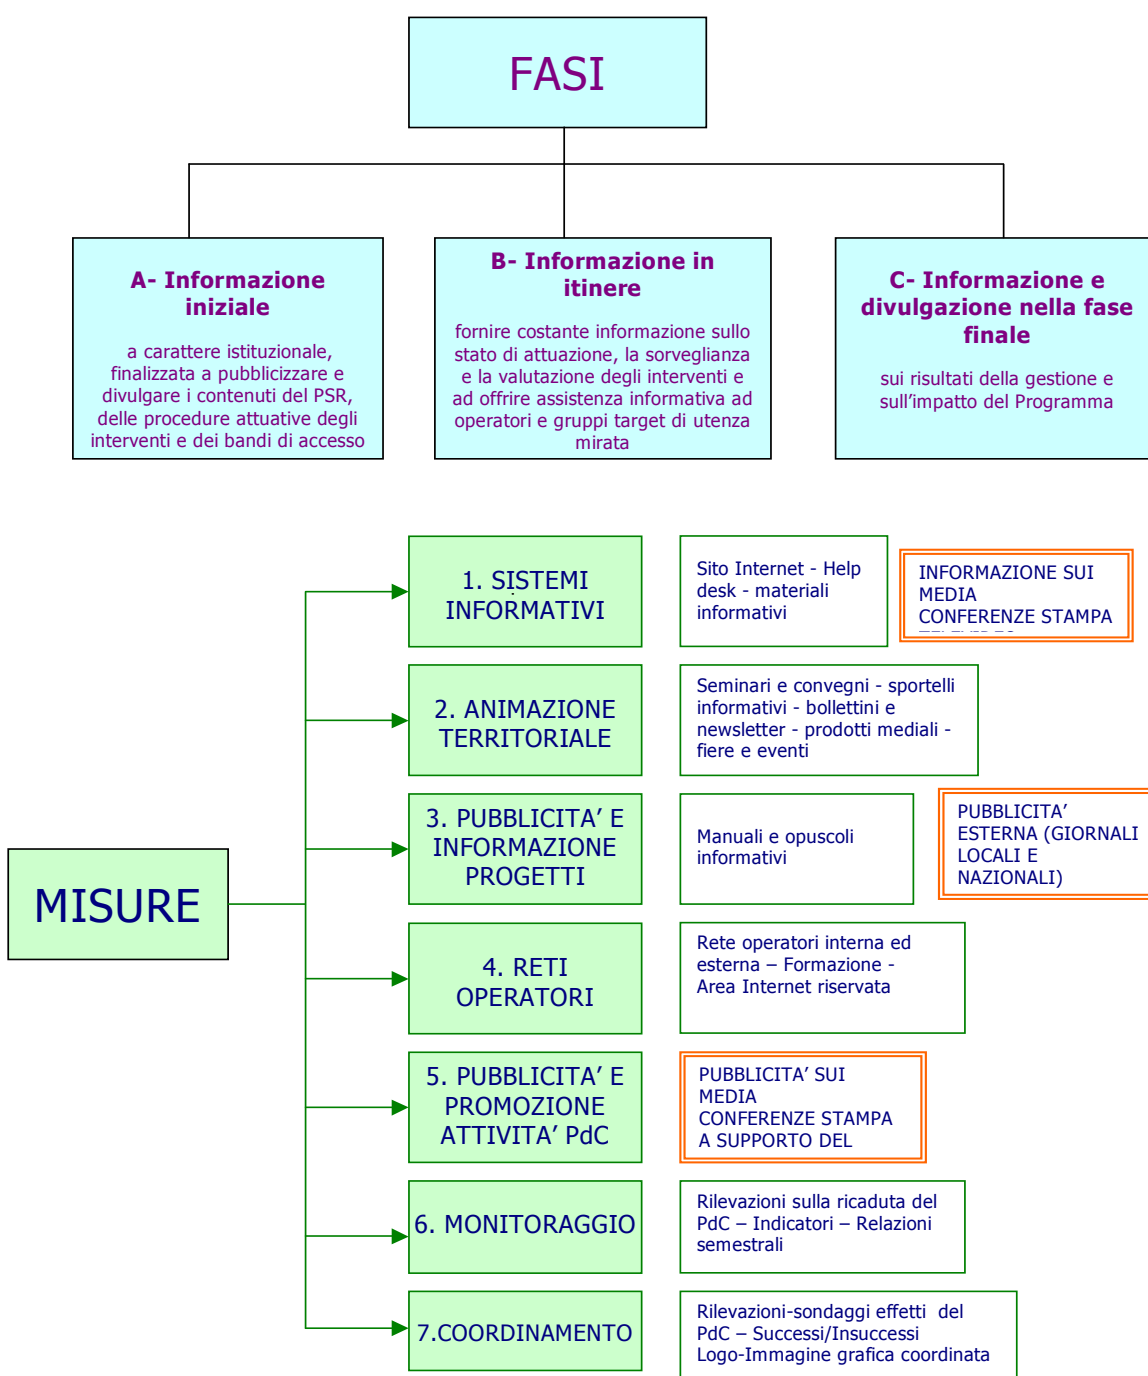 FASI
A- Informazione
iniziale
a carattere istituzionale,
finalizzata a pubblicizzare e
divulgare i contenuti del PSR,
delle procedure attuative degli
interventi e dei bandi di accesso
B- Informazione in
itinere
fornire costante informazione sullo
stato di attuazione, la sorveglianza
e la valutazione degli interventi e
ad offrire assistenza informativa ad
operatori e gruppi target di utenza
mirata
C- Informazione e
divulgazione nella fase
finale
sui risultati della gestione e
sull’impatto del Programma
MISURE
1. SISTEMI
INFORMATIVI
Sito Internet - Help
desk - materiali
informativi
INFORMAZIONE SUI
MEDIA
CONFERENZE STAMPA
2. ANIMAZIONE
TERRITORIALE
Seminari e convegni - sportelli
informativi - bollettini e
newsletter - prodotti mediali -
fiere e eventi
3. PUBBLICITA’ E
INFORMAZIONE
PROGETTI
Manuali e opuscoli
informativi
PUBBLICITA’
ESTERNA (GIORNALI
LOCALI E
NAZIONALI)
4. RETI
OPERATORI
Rete operatori interna ed
esterna – Formazione -
Area Internet riservata
5. PUBBLICITA’ E
PROMOZIONE
ATTIVITA’ PdC
PUBBLICITA’ SUI
MEDIA
CONFERENZE STAMPA
A SUPPORTO DEL
6. MONITORAGGIO
Rilevazioni sulla ricaduta del
PdC – Indicatori – Relazioni
semestrali
7.COORDINAMENTO
Rilevazioni-sondaggi effetti  del
PdC – Successi/Insuccessi
Logo-Immagine grafica coordinata